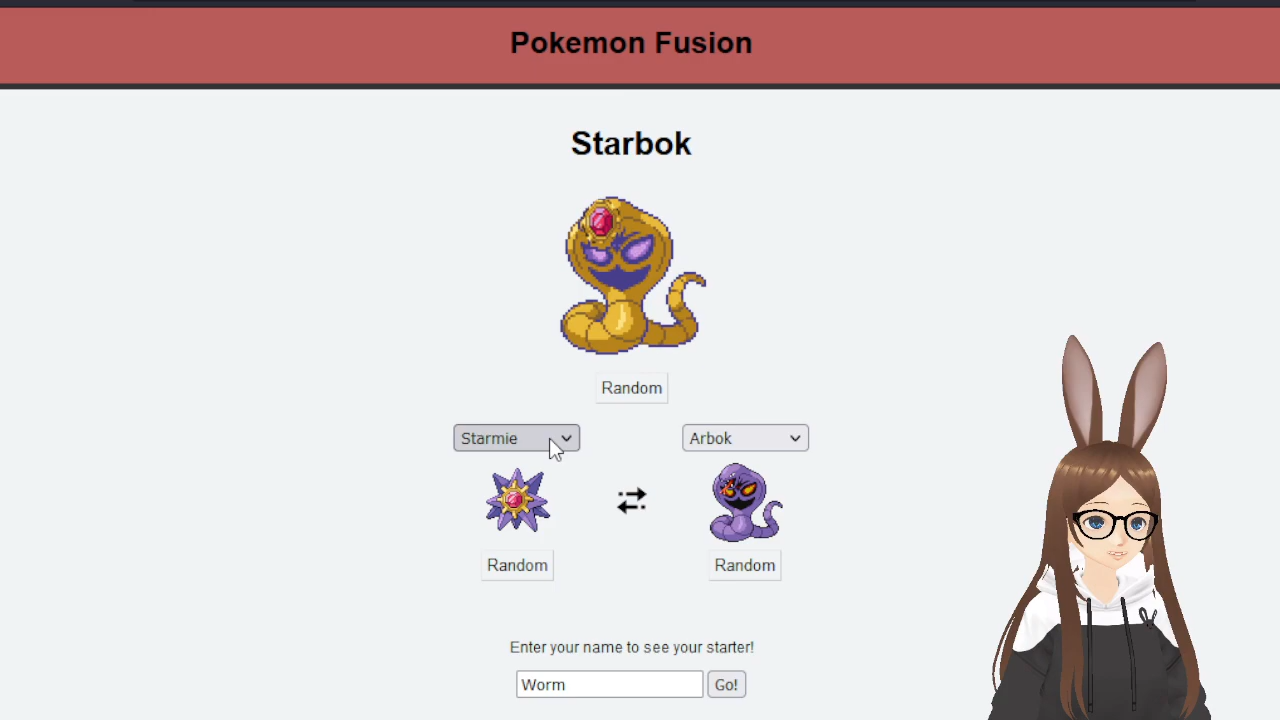 Pokemon Fusion
Starbok
Random
Starmie
Arbok
Random
Random
Enter your name to see your starter!
Worm
Go!